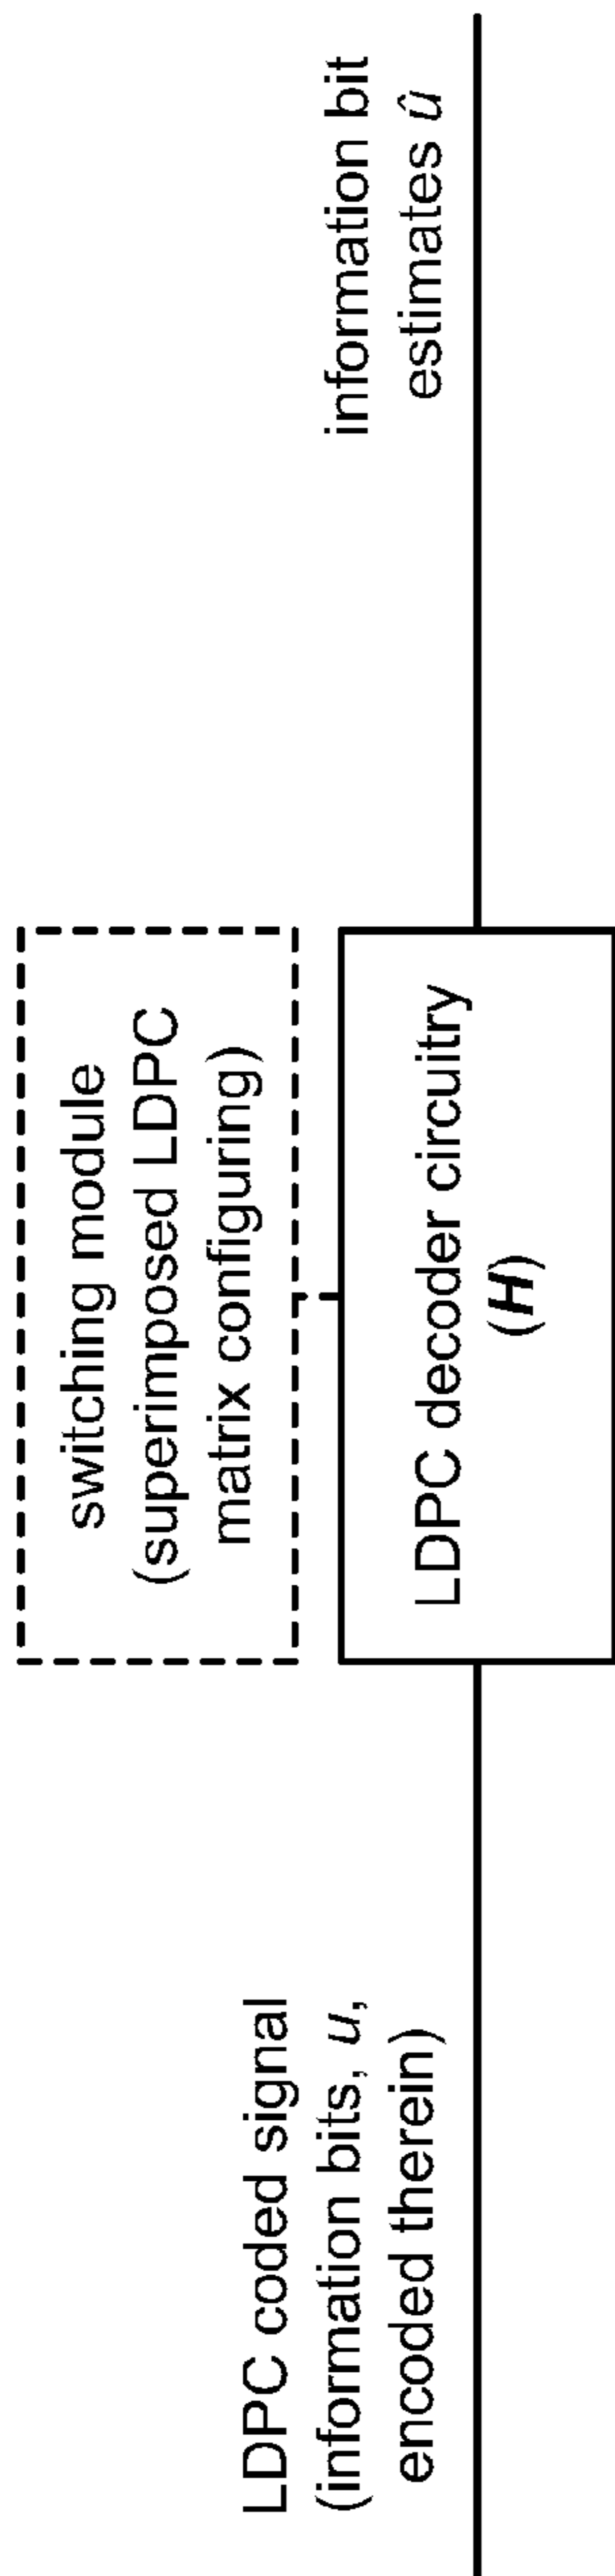 LDPC coded signal
(information bits, u,
encoded therein)
switching module
(superimposed LDPC
matrix configuring)
LDPC decoder circuitry
(H)
information bit
estimates û